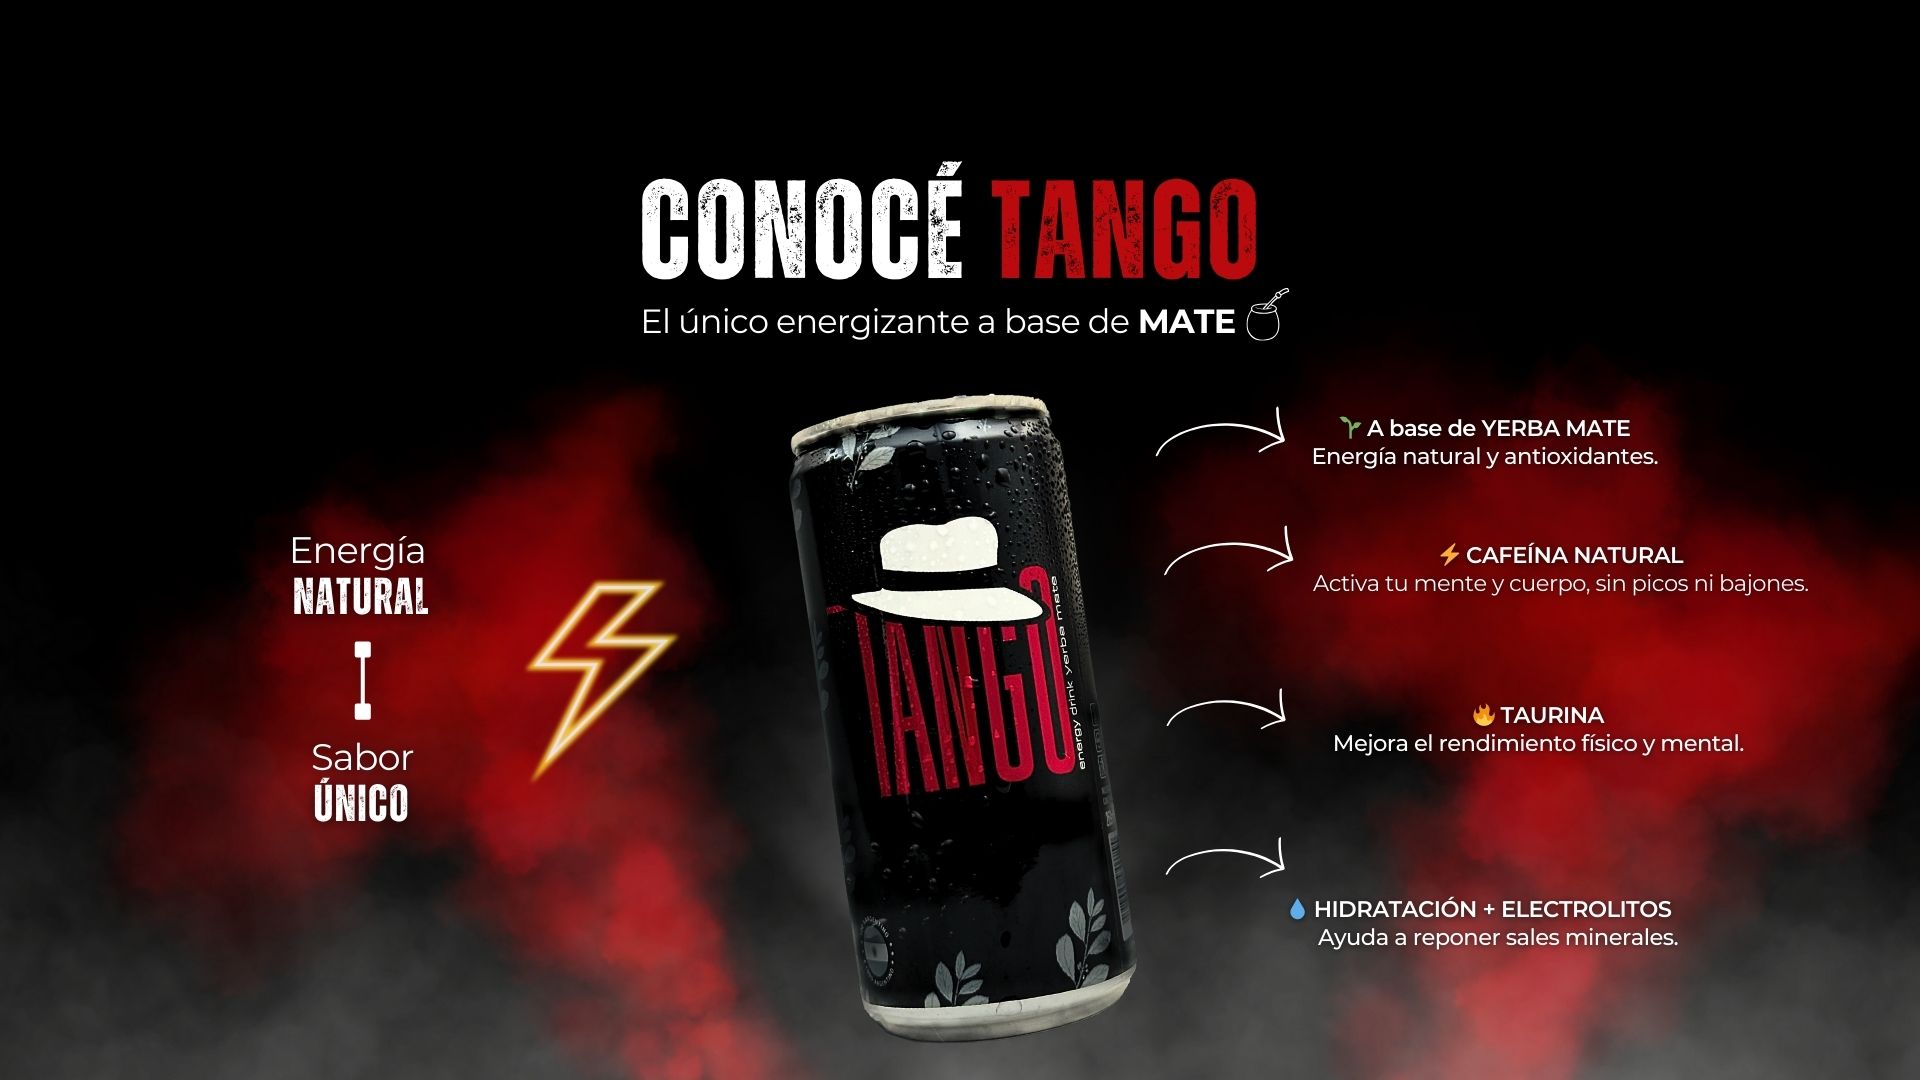 CONOCÉ TANGO
El único energizante a base de MATE
Energía
NATURAL
Sabor
ÚNICO
TANGO
energy drink yerba mate
A base de YERBA MATE
Energía natural y antioxidantes.
CAFEÍNA NATURAL
Activa tu mente y cuerpo, sin picos ni bajones.
TAURINA
Mejora el rendimiento físico y mental.
HIDRATACIÓN + ELECTROLITOS
Ayuda a reponer sales minerales.